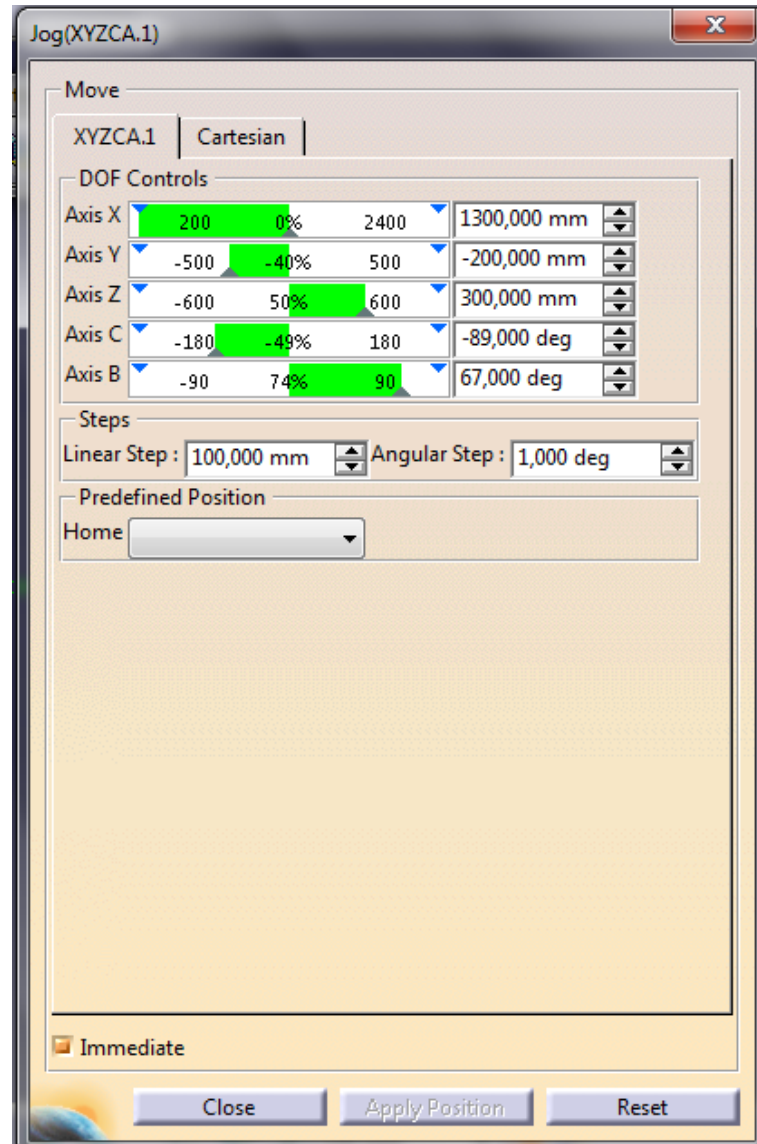 Jog(XYZCA.1)
Move
XYZCA.1 Cartesian
DOF Controls
Axis X 200 0% 2400 1300,000 mm
Axis Y -500 -40% 500 -200,000 mm
Axis Z -600 50% 600 300,000 mm
Axis C -180 -49% 180 -89,000 deg
Axis B -90 74% 90 67,000 deg
Steps
Linear Step : 100,000 mm Angular Step : 1,000 deg
Predefined Position
Home
Immediate
Close Apply Position Reset